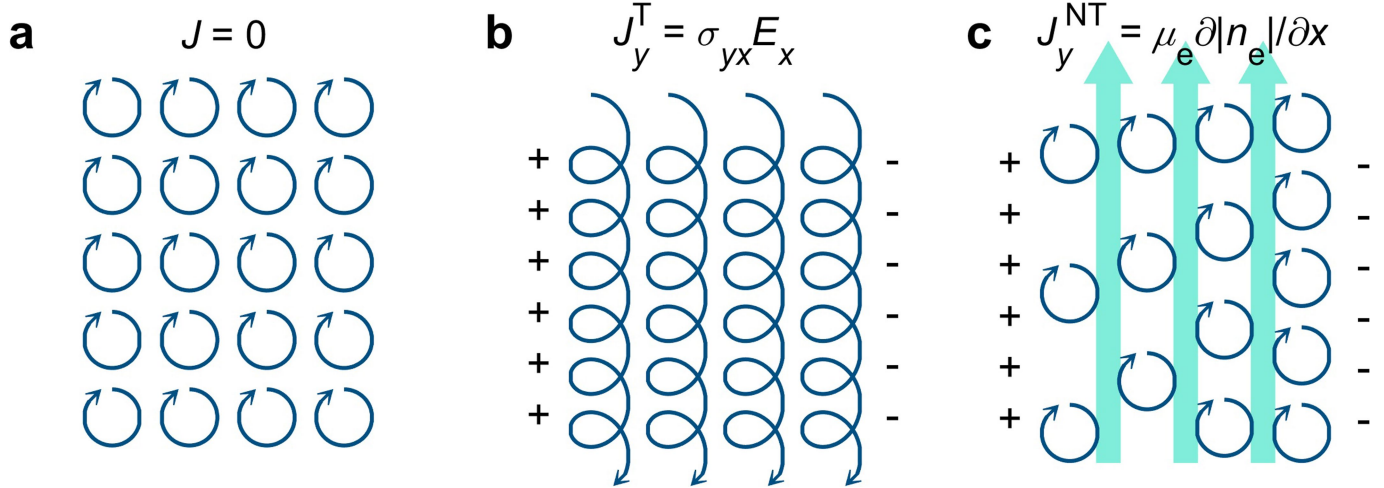 a J = 0
b J_y^T = σ_yx E_x
c J_y^NT = μ_e ∂|n_e|/∂x
+ - + -
+ - + -
+ - + -
+ - + -
+ - + -
+ - + -